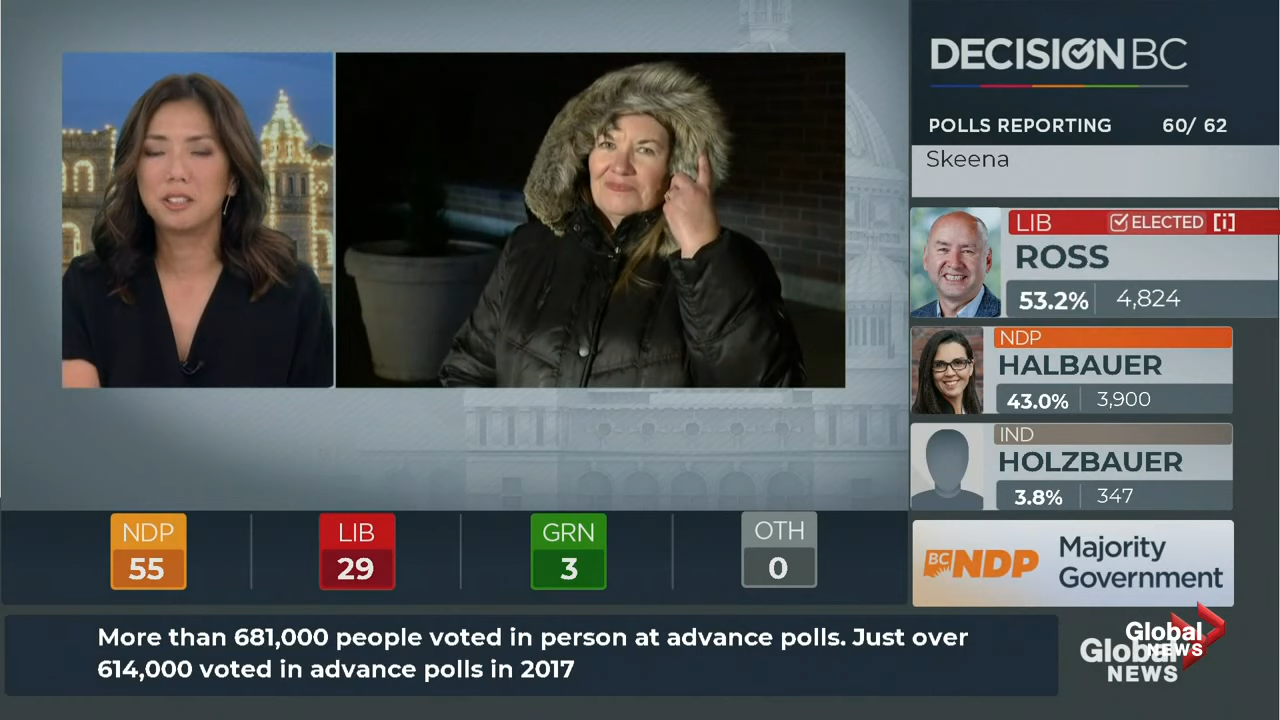 DECISION BC
POLLS REPORTING 60/ 62
Skeena
LIB ELECTED [i]
ROSS
53.2% 4,824
NDP
HALBAUER
43.0% 3,900
IND
HOLZBAUER
3.8% 347
BC NDP
Majority
Government
NDP
55
LIB
29
GRN
3
OTH
0
More than 681,000 people voted in person at advance polls. Just over
614,000 voted in advance polls in 2017
Global
NEWS
Global
NEWS